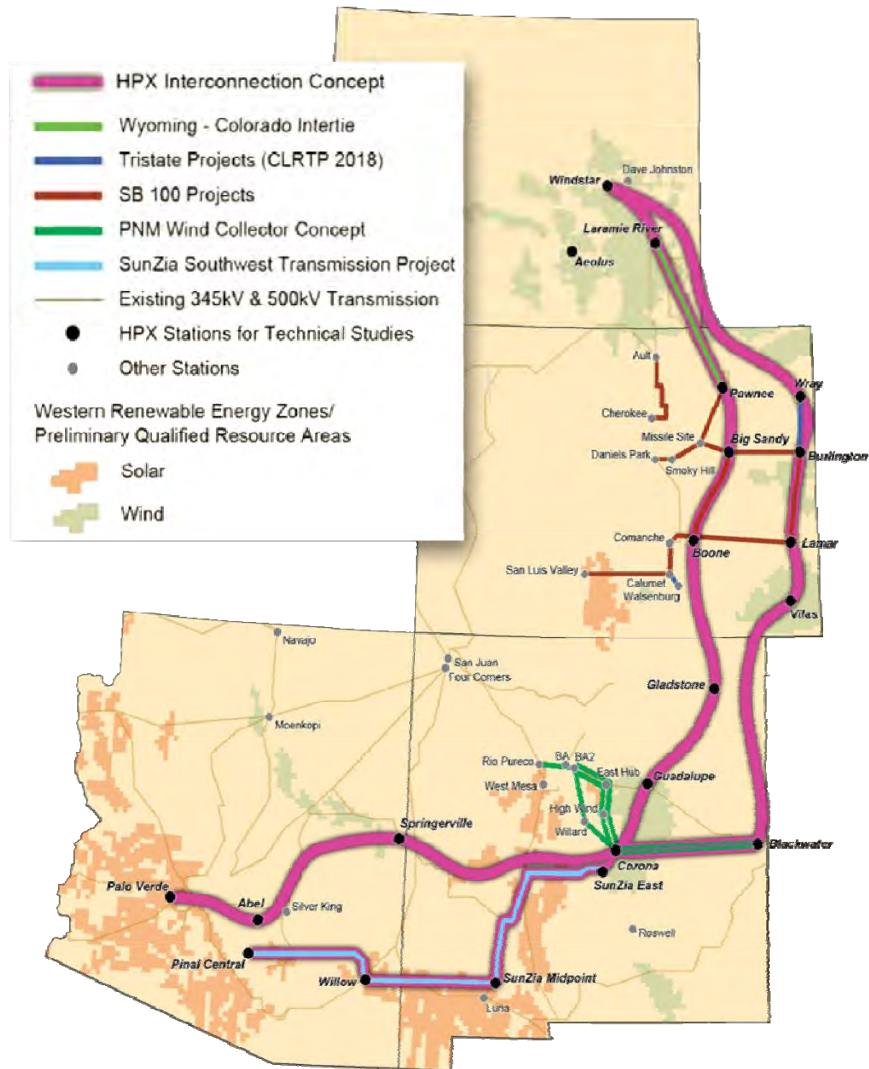 HPX Interconnection Concept
Wyoming - Colorado Intertie
Tristate Projects (CLRTP 2018)
SB 100 Projects
PNM Wind Collector Concept
SunZia Southwest Transmission Project
Existing 345kV & 500kV Transmission
HPX Stations for Technical Studies
Other Stations
Western Renewable Energy Zones/
Preliminary Qualified Resource Areas
Solar
Wind
Dave Johnston
Windstar
Laramie River
Aeolus
Ault
Pawnee
Wray
Cherokee
Missile Site
Big Sandy
Daniels Park
Smoky Hill
Burlington
Comanche
Boone
Lamar
San Luis Valley
Calumet
Walsenburg
Vilas
Navajo
San Juan
Four Corners
Gladstone
Moenkopi
Rio Puerco
BA
BA2
East Hub
West Mesa
Guadalupe
High Wind
Willard
Springerville
Blackwater
Corona
SunZia East
Palo Verde
Abel
Silver King
Roswell
Pinal Central
Willow
SunZia Midpoint
Luna